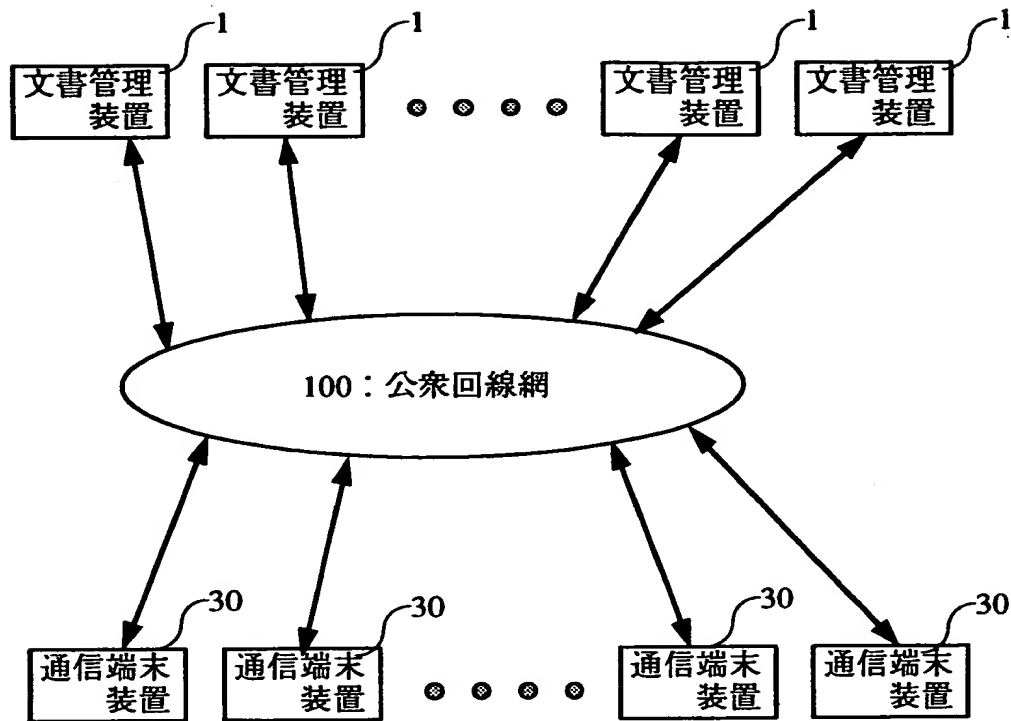 1
1
1
1
文書管理
装置
文書管理
装置
文書管理
装置
文書管理
装置
100：公衆回線網
30
30
30
30
通信端末
装置
通信端末
装置
通信端末
装置
通信端末
装置